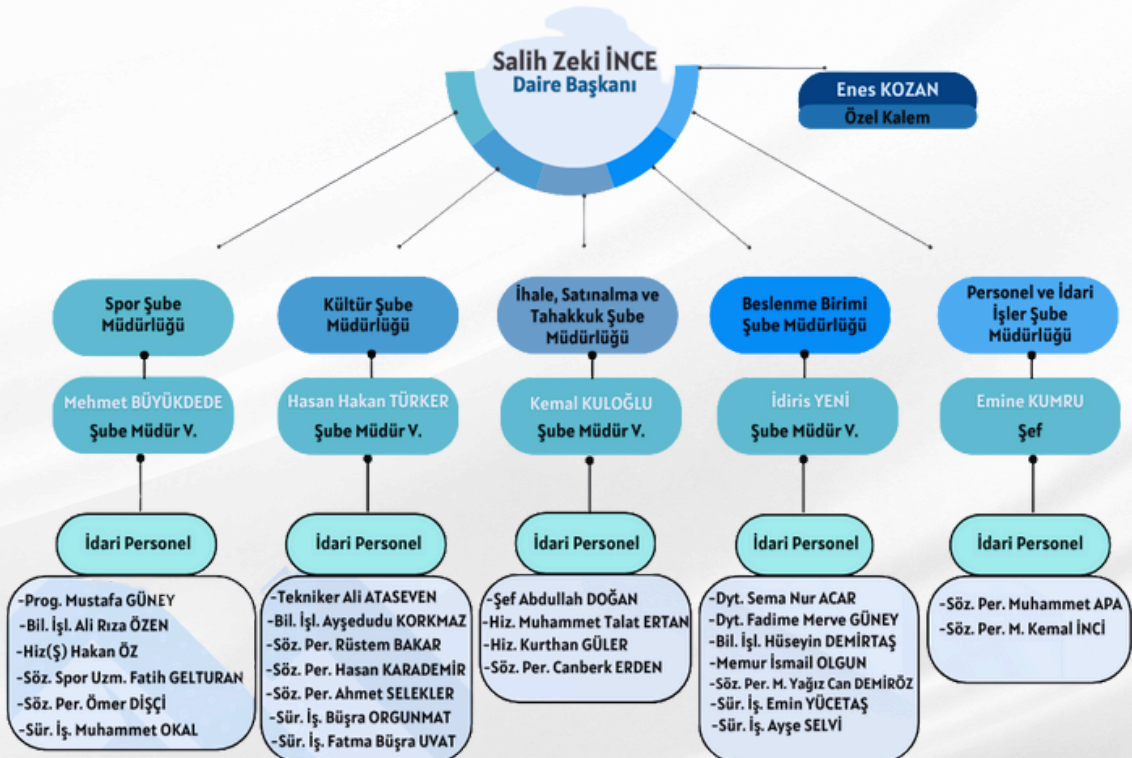 Salih Zeki İNCE
Daire Başkanı
Enes KOZAN
Özel Kalem
Spor Şube
Müdürlüğü
Mehmet BÜYÜKDEDE
Şube Müdür V.
İdari Personel
-Prog. Mustafa GÜNEY
-Bil. İşl. Ali Rıza ÖZEN
-Hiz(Ş) Hakan ÖZ
-Söz. Spor Uzm. Fatih GELTURAN
-Söz. Per. Ömer DİŞÇİ
-Sür. İş. Muhammet OKAL
Kültür Şube
Müdürlüğü
Hasan Hakan TÜRKER
Şube Müdür V.
İdari Personel
-Tekniker Ali ATASEVEN
-Bil. İşl. Ayşedudu KORKMAZ
-Söz. Per. Rüstem BAKAR
-Söz. Per. Hasan KARADEMİR
-Söz. Per. Ahmet SELEKLER
-Sür. İş. Büşra ORGUNMAT
-Sür. İş. Fatma Büşra UVAT
İhale, Satınalma ve
Tahakkuk Şube
Müdürlüğü
Kemal KULOĞLU
Şube Müdür V.
İdari Personel
-Şef Abdullah DOĞAN
-Hiz. Muhammet Talat ERTAN
-Hiz. Kurthan GÜLER
-Söz. Per. Canberk ERDEN
Beslenme Birimi
Şube Müdürlüğü
İdiris YENİ
Şube Müdür V.
İdari Personel
-Dyt. Sema Nur ACAR
-Dyt. Fadime Merve GÜNEY
-Bil. İşl. Hüseyin DEMİRTAŞ
-Memur İsmail OLGUN
-Söz. Per. M. Yağız Can DEMİRÖZ
-Sür. İş. Emin YÜCETAŞ
-Sür. İş. Ayşe SELVİ
Personel ve İdari
İşler Şube
Müdürlüğü
Emine KUMRU
Şef
İdari Personel
-Söz. Per. Muhammet APA
-Söz. Per. M. Kemal İNCİ